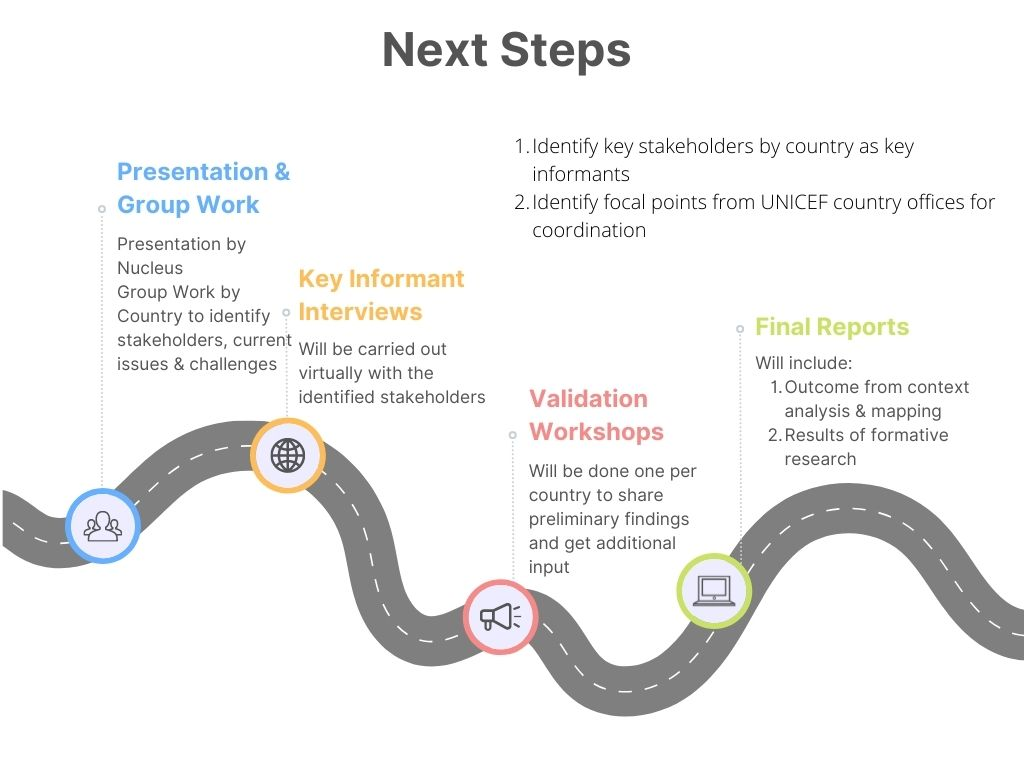 Next Steps
1. Identify key stakeholders by country as key
informants
2. Identify focal points from UNICEF country offices for
coordination
Presentation &
Group Work
Presentation by
Nucleus
Group Work by
Country to identify
stakeholders, current
issues & challenges
Key Informant
Interviews
Will be carried out
virtually with the
identified stakeholders
Validation
Workshops
Will be done one per
country to share
preliminary findings
and get additional
input
Final Reports
Will include:
1. Outcome from context
analysis & mapping
2. Results of formative
research